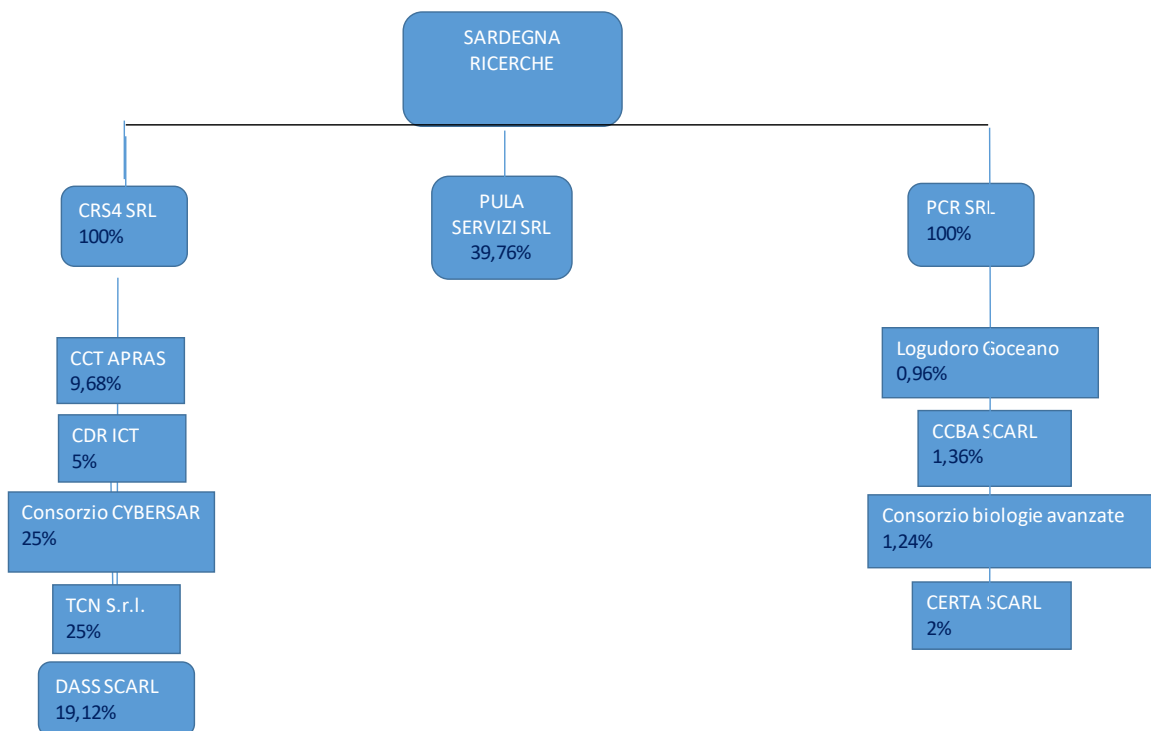 SARDEGNA
RICERCHE
CRS4 SRL
100%
PULA
SERVIZI SRL
39,76%
PCR SRL
100%
CCT APRAS
9,68%
CDR ICT
5%
Consorzio CYBERSAR
25%
TCN S.r.l.
25%
DASS SCARL
19,12%
Logudoro Goceano
0,96%
CCBA SCARL
1,36%
Consorzio biologie avanzate
1,24%
CERTA SCARL
2%